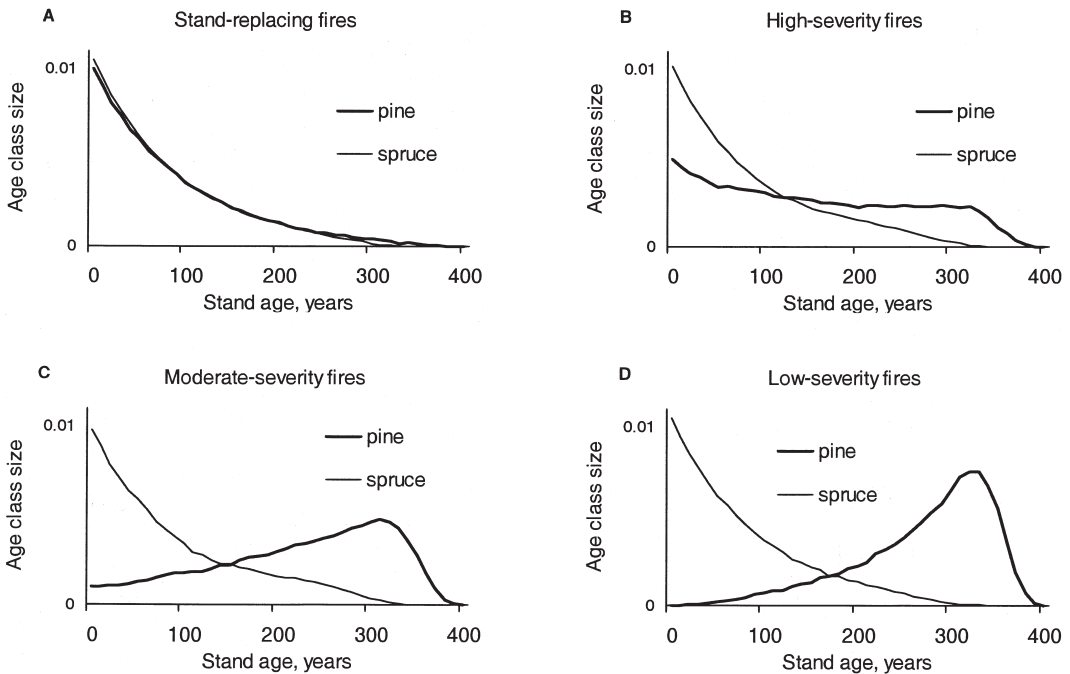 A
Stand-replacing fires
0.01
0
Age class size
pine
spruce
0 100 200 300 400
Stand age, years
B
High-severity fires
0.01
0
Age class size
pine
spruce
0 100 200 300 400
Stand age, years
C
Moderate-severity fires
0.01
0
Age class size
pine
spruce
0 100 200 300 400
Stand age, years
D
Low-severity fires
0.01
0
Age class size
pine
spruce
0 100 200 300 400
Stand age, years